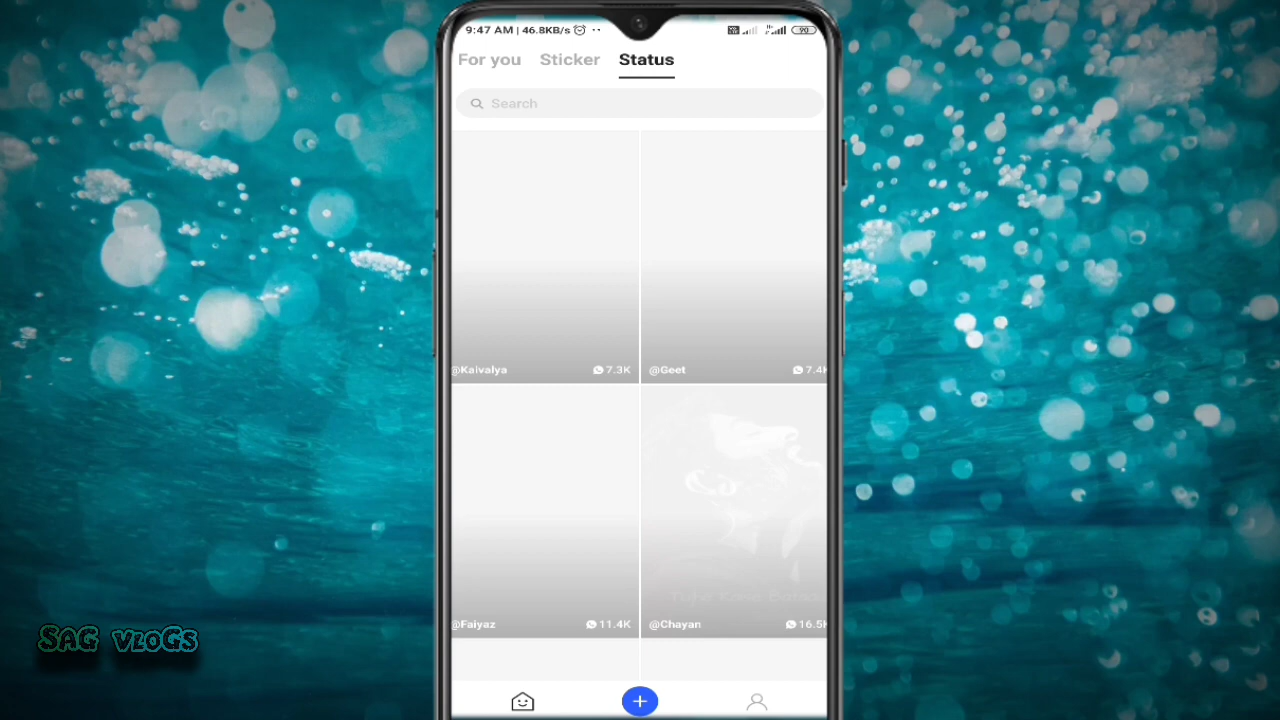 9:47 AM | 46.8KB/s
90
For you Sticker Status
Search
@Kaivalya 7.3K
@Geet 7.4K
@Faiyaz 11.4K
@Chayan 16.5K
SAG VLOGS